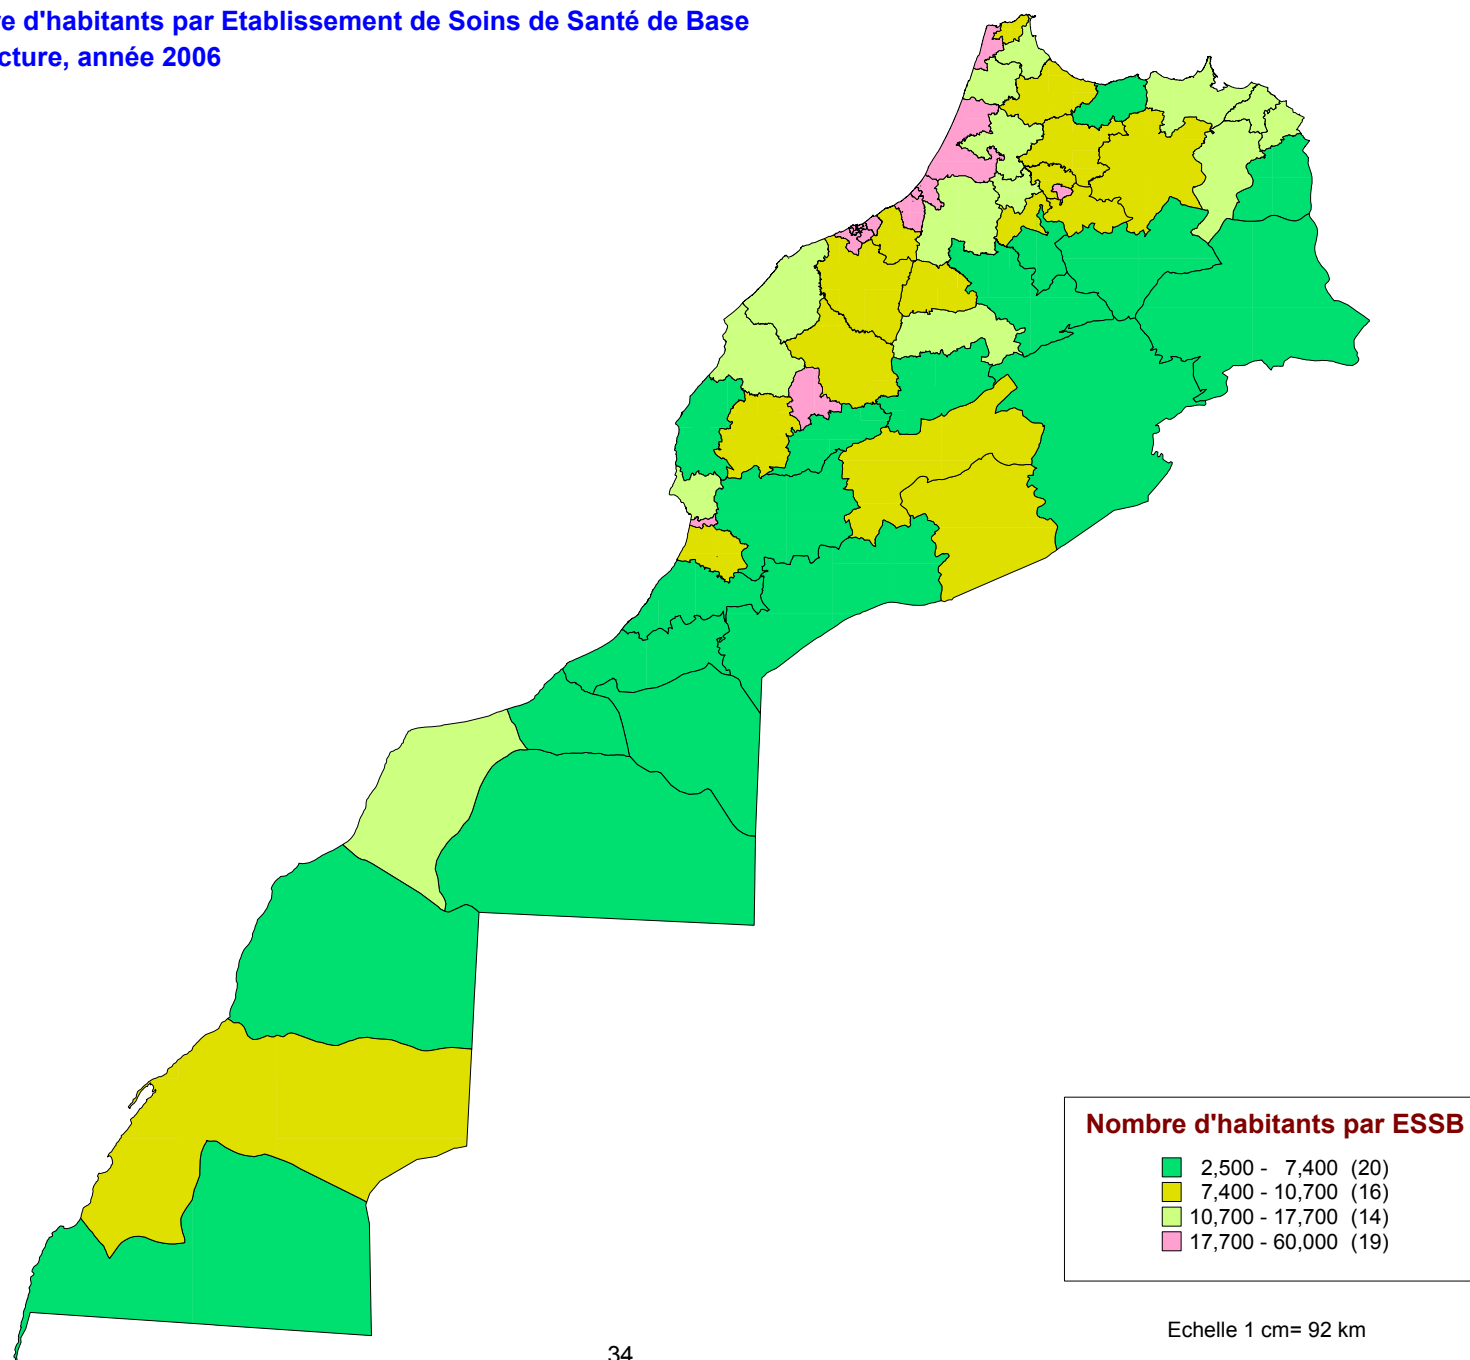 e d'habitants par Etablissement de Soins de Santé de Base
cture, année 2006
Nombre d'habitants par ESSB
2,500 - 7,400 (20)
7,400 - 10,700 (16)
10,700 - 17,700 (14)
17,700 - 60,000 (19)
Echelle 1 cm= 92 km
34